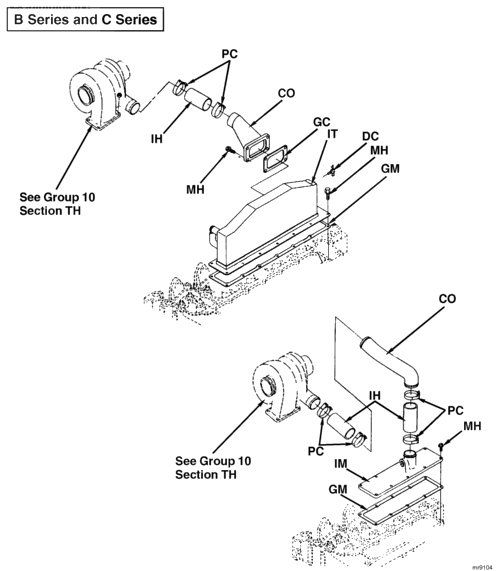 B Series and C Series
PC
CO
IH
GC
IT
DC
MH
MH
GM
See Group 10
Section TH
CO
IH
PC
MH
PC
See Group 10
Section TH
IM
GM
mr9104